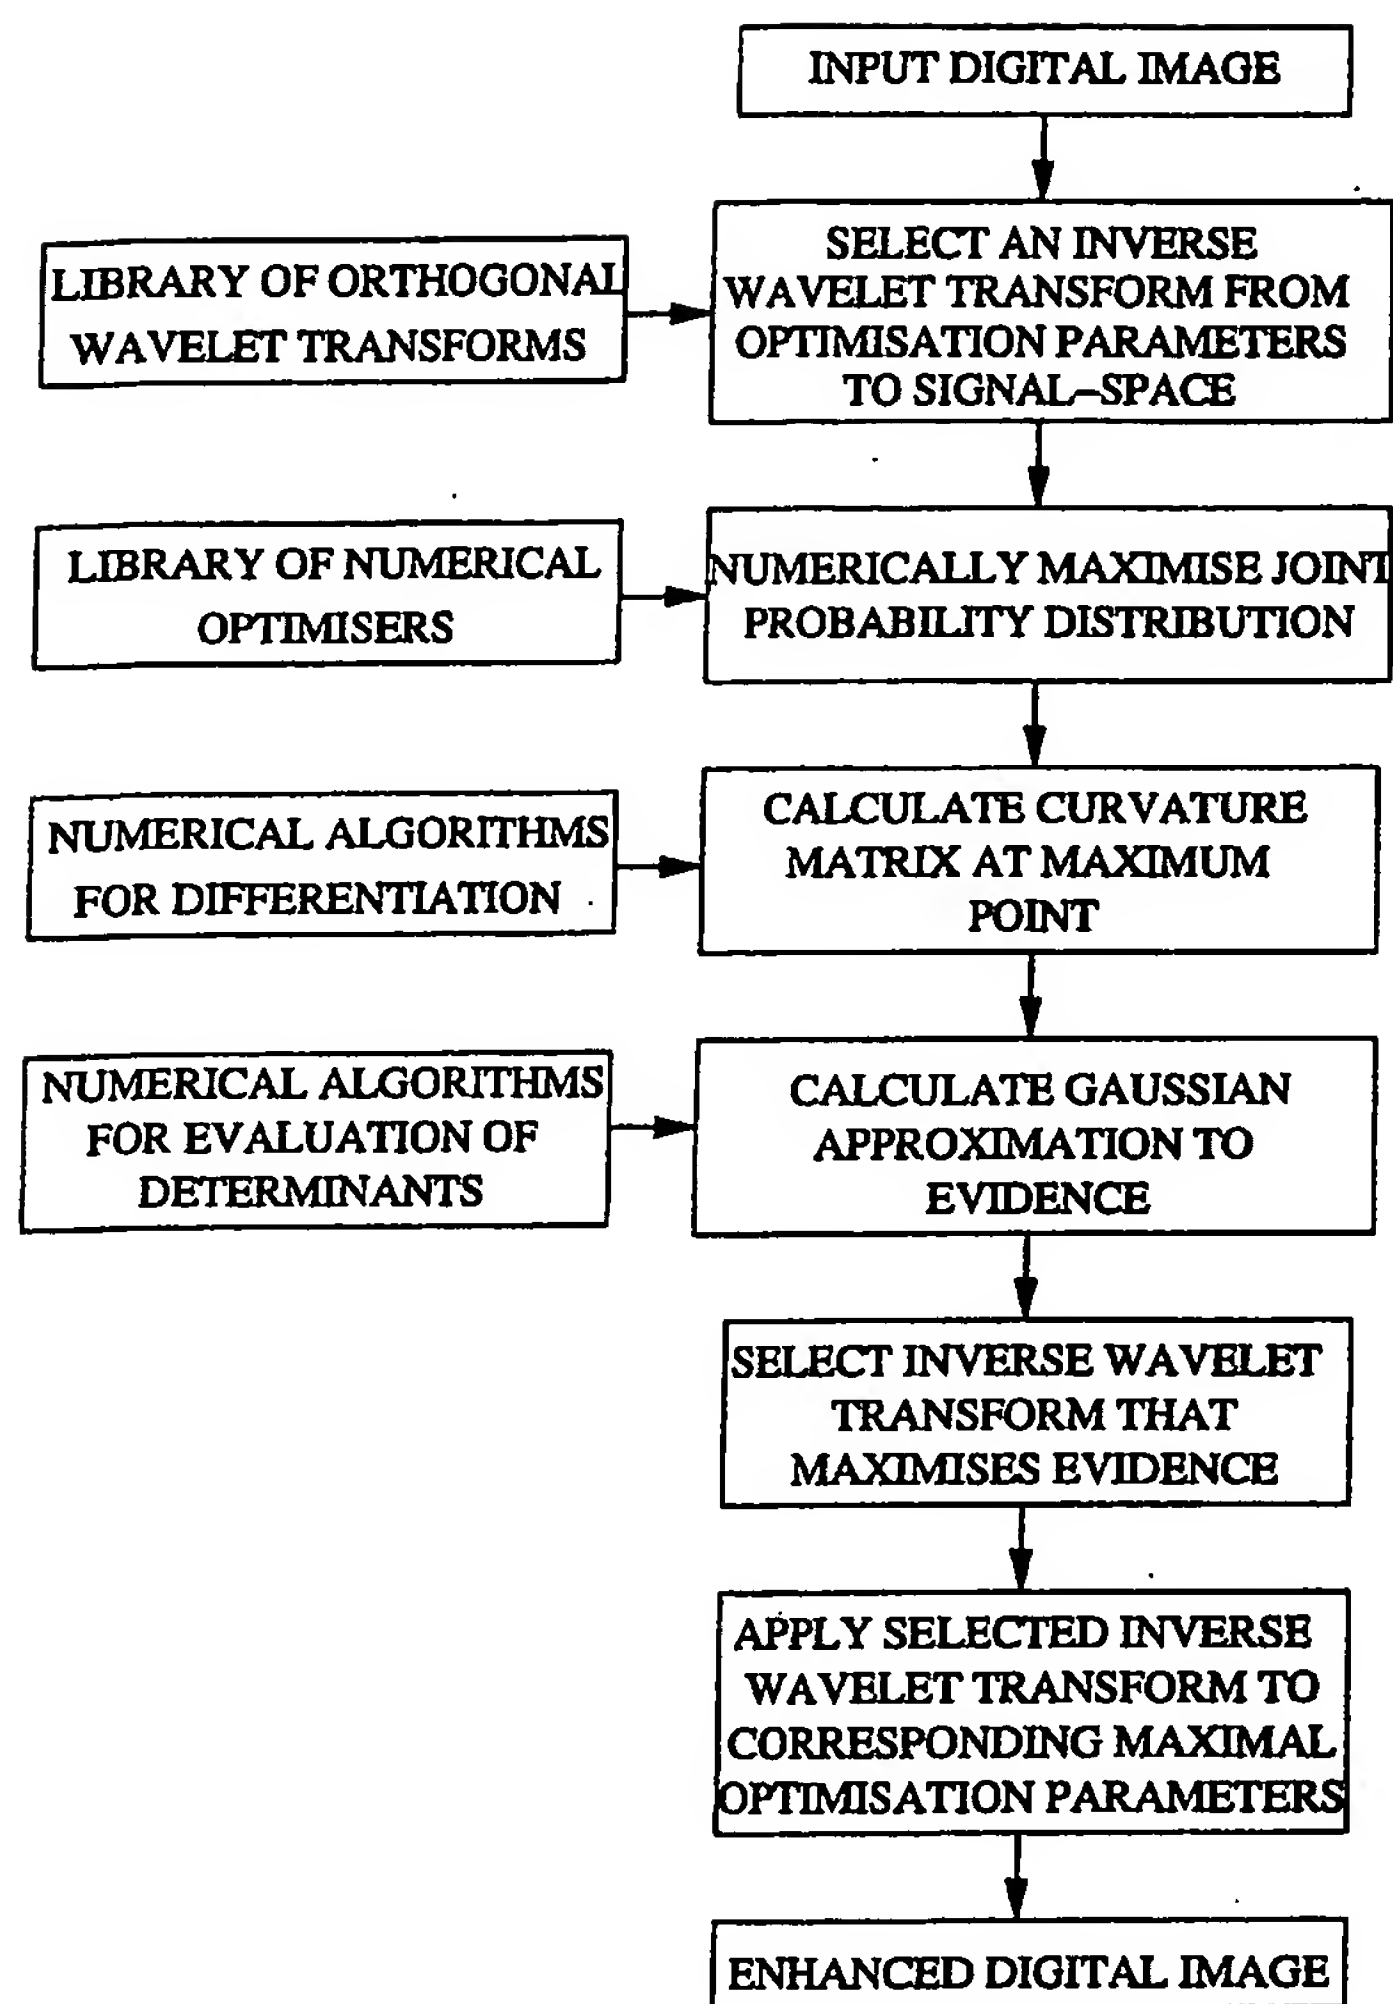 INPUT DIGITAL IMAGE
LIBRARY OF ORTHOGONAL
WAVELET TRANSFORMS
SELECT AN INVERSE
WAVELET TRANSFORM FROM
OPTIMISATION PARAMETERS
TO SIGNAL–SPACE
LIBRARY OF NUMERICAL
OPTIMISERS
NUMERICALLY MAXIMISE JOINT
PROBABILITY DISTRIBUTION
NUMERICAL ALGORITHMS
FOR DIFFERENTIATION
CALCULATE CURVATURE
MATRIX AT MAXIMUM
POINT
NUMERICAL ALGORITHMS
FOR EVALUATION OF
DETERMINANTS
CALCULATE GAUSSIAN
APPROXIMATION TO
EVIDENCE
SELECT INVERSE WAVELET
TRANSFORM THAT
MAXIMISES EVIDENCE
APPLY SELECTED INVERSE
WAVELET TRANSFORM TO
CORRESPONDING MAXIMAL
OPTIMISATION PARAMETERS
ENHANCED DIGITAL IMAGE